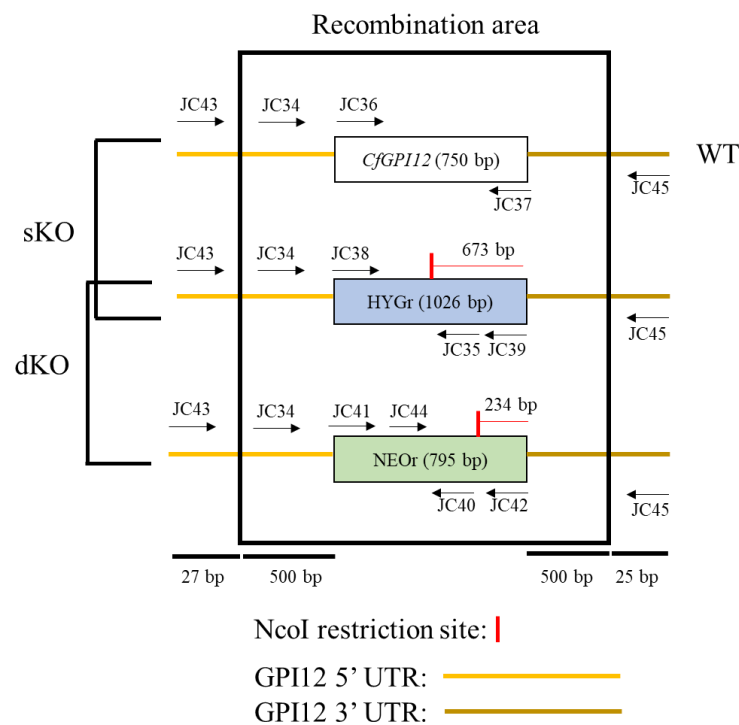 Recombination area
JC43
JC34
JC36
CfGPI12 (750 bp)
WT
JC37
JC45
sKO
JC43
JC34
JC38
673 bp
HYGr (1026 bp)
JC35
JC39
JC45
dKO
JC43
JC34
JC41
JC44
234 bp
NEOr (795 bp)
JC40
JC42
JC45
27 bp
500 bp
500 bp
25 bp
NcoI restriction site:
GPI12 5’ UTR:
GPI12 3’ UTR: